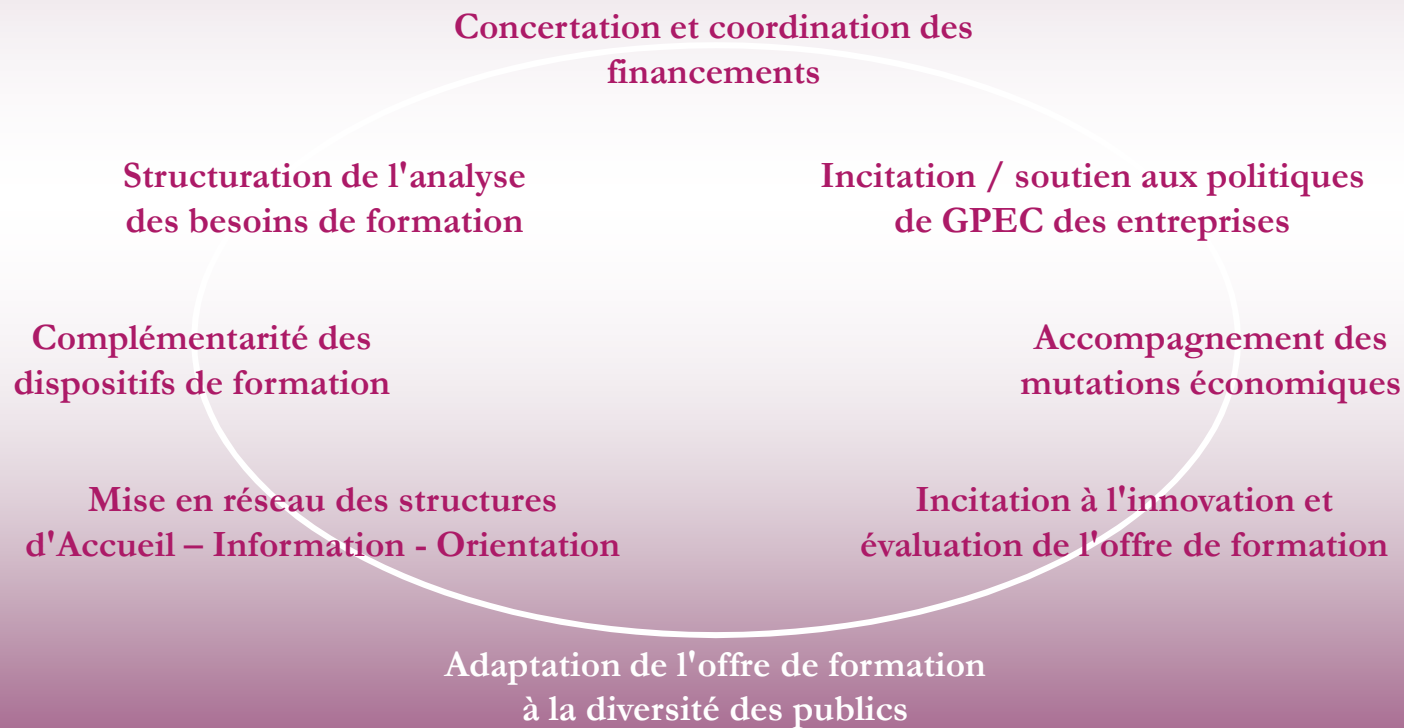 Concertation et coordination des
financements
Structuration de l'analyse
des besoins de formation
Incitation / soutien aux politiques
de GPEC des entreprises
Complémentarité des
dispositifs de formation
Accompagnement des
mutations économiques
Mise en réseau des structures
d'Accueil – Information - Orientation
Incitation à l'innovation et
évaluation de l'offre de formation
Adaptation de l'offre de formation
à la diversité des publics